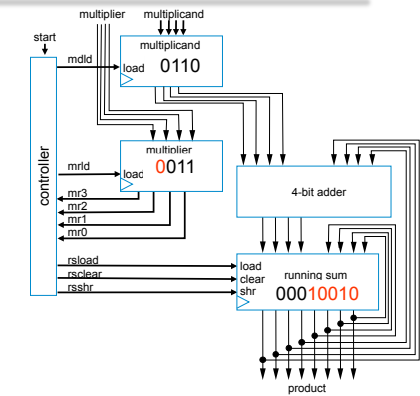 multiplier
multiplicand
start
multiplicand
mdld
load
0110
multiplier
0011
mrld
load
controller
mr3
mr2
mr1
mr0
4-bit adder
rsload
load
running sum
rsclear
clear
rsshr
shr
00010010
product